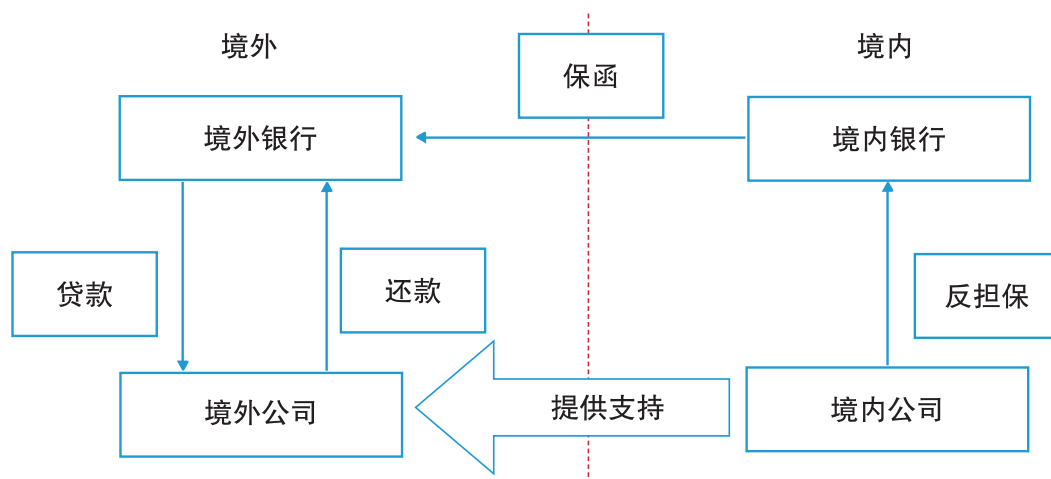 境外
境内
保函
境外银行
境内银行
贷款
还款
反担保
提供支持
境外公司
境内公司